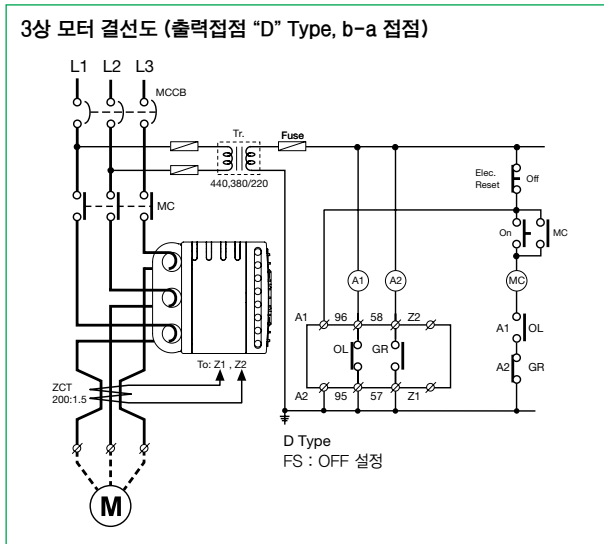 3상 모터 결선도 (출력접점 “D” Type, b-a 접점)
L1 L2 L3
MCCB
Tr.
Fuse
440,380/220
Elec.
Reset
Off
MC
On
MC
A1
A2
MC
A1
96
58
Z2
A1
OL
OL
GR
A2
GR
To: Z1 , Z2
A2
95
57
Z1
ZCT
200:1.5
D Type
FS : OFF 설정
M